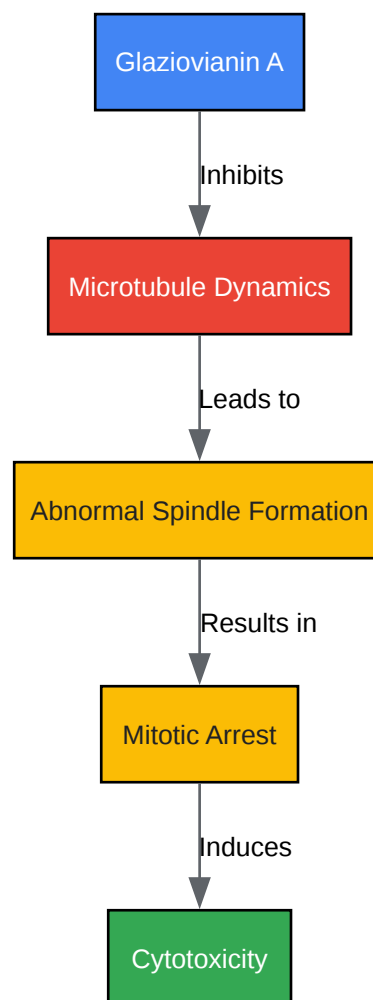 Glaziovianin A
Inhibits
Microtubule Dynamics
Leads to
Abnormal Spindle Formation
Results in
Mitotic Arrest
Induces
Cytotoxicity